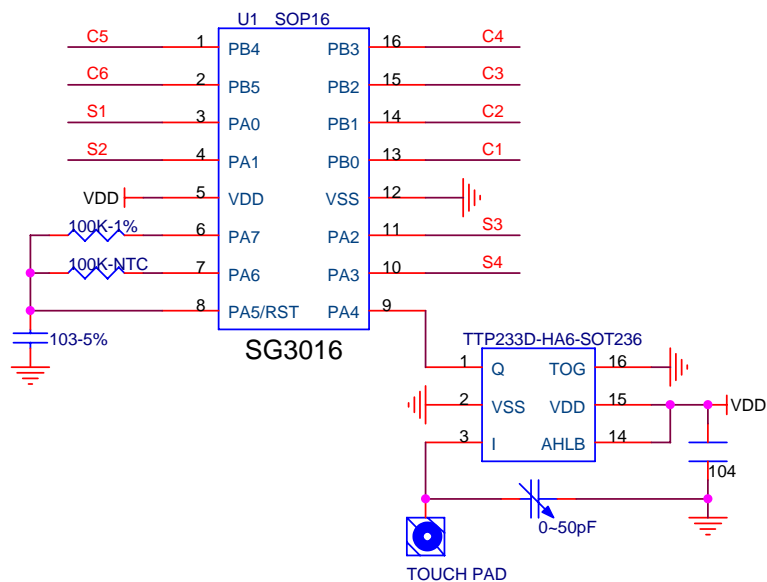 U1 SOP16
C5 1 PB4 PB3 16 C4
C6 2 PB5 PB2 15 C3
S1 3 PA0 PB1 14 C2
S2 4 PA1 PB0 13 C1
VDD 5 VDD VSS 12
100K-1% 6 PA7 PA2 11 S3
100K-NTC 7 PA6 PA3 10 S4
8 PA5/RST PA4 9
103-5%
SG3016
TTP233D-HA6-SOT236
1 Q TOG 16
2 VSS VDD 15 VDD
3 I AHLB 14
104
0~50pF
TOUCH PAD